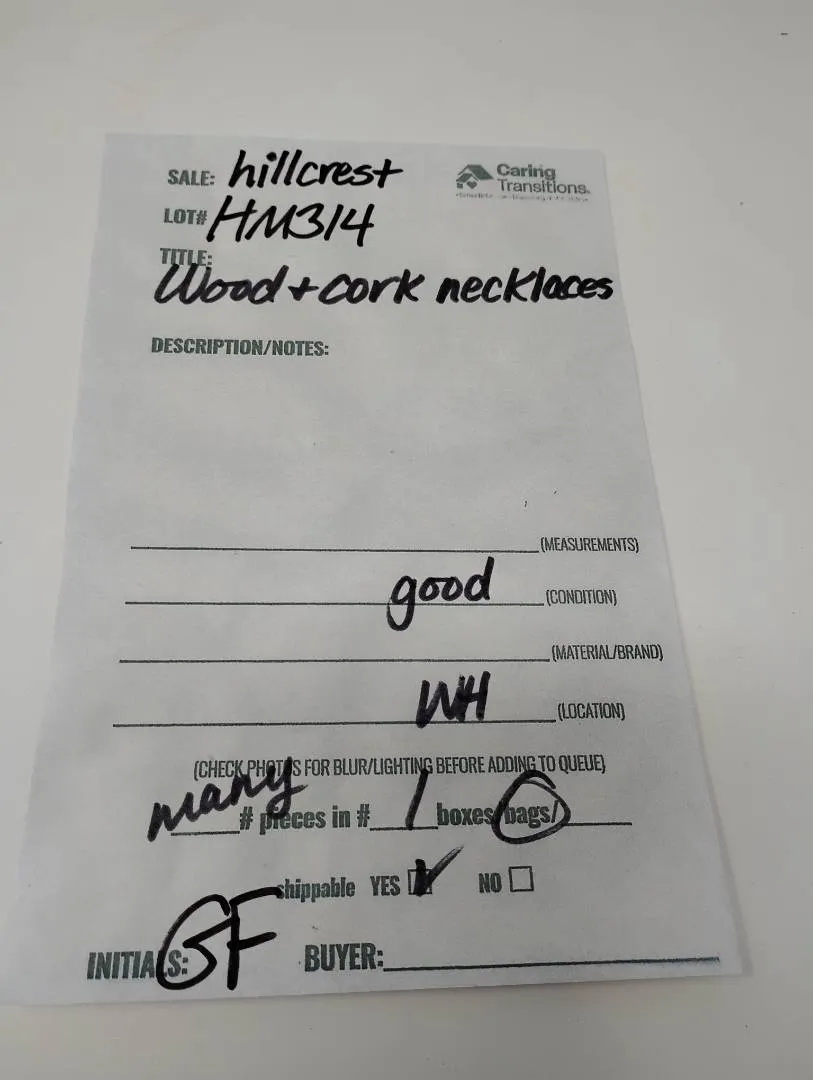 SALE: hillcrest
Caring
Transitions.
LOT# HM314
TITLE:
Wood + cork necklaces
DESCRIPTION/NOTES:
(MEASUREMENTS)
good (CONDITION)
(MATERIAL/BRAND)
WH (LOCATION)
(CHECK PHOTOS FOR BLUR/LIGHTING BEFORE ADDING TO QUEUE)
many # pieces in # 1 boxes/bags/
shippable YES ✓ NO
INITIALS: GF BUYER: